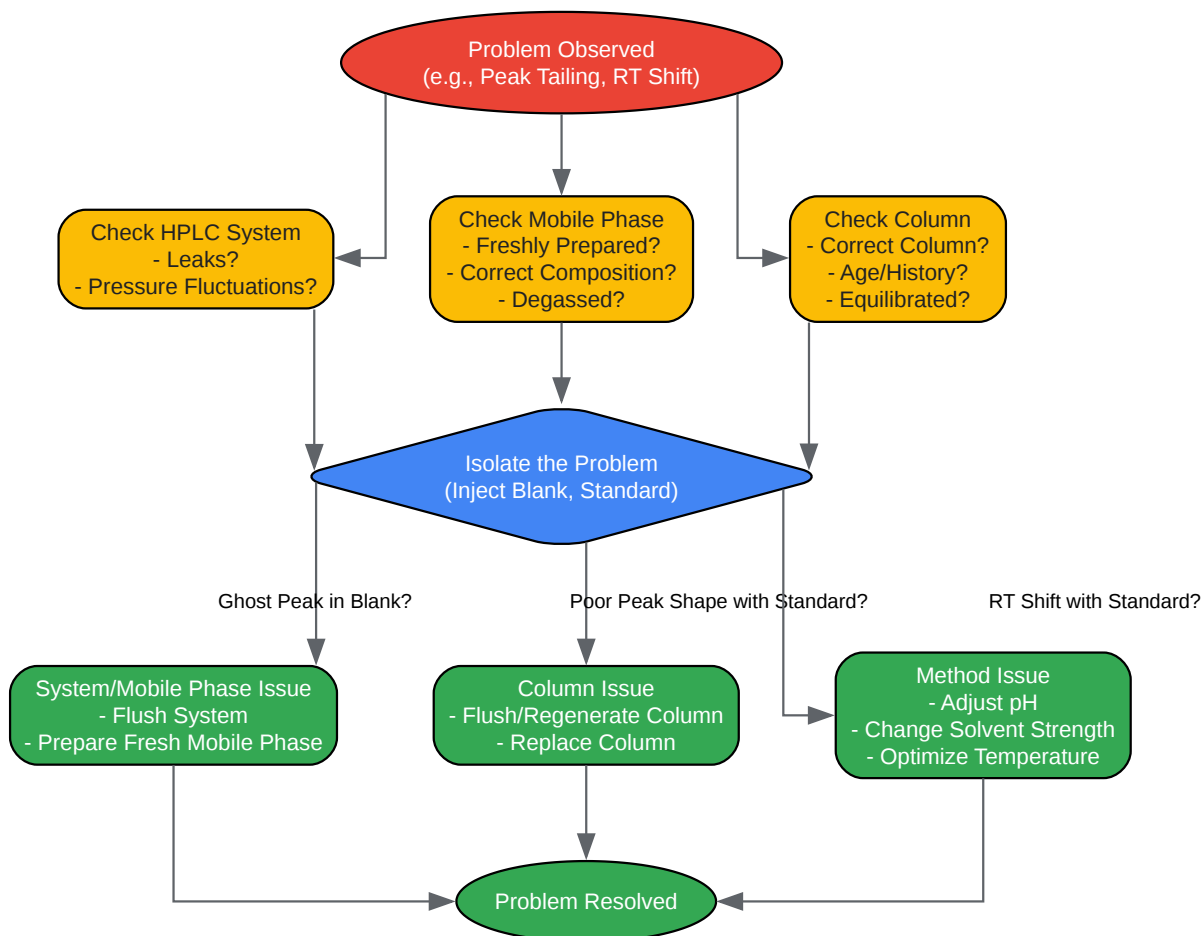 Problem Observed
(e.g., Peak Tailing, RT Shift)
Check HPLC System
- Leaks?
- Pressure Fluctuations?
Check Mobile Phase
- Freshly Prepared?
- Correct Composition?
- Degassed?
Check Column
- Correct Column?
- Age/History?
- Equilibrated?
Isolate the Problem
(Inject Blank, Standard)
Ghost Peak in Blank?
Poor Peak Shape with Standard?
RT Shift with Standard?
System/Mobile Phase Issue
- Flush System
- Prepare Fresh Mobile Phase
Column Issue
- Flush/Regenerate Column
- Replace Column
Method Issue
- Adjust pH
- Change Solvent Strength
- Optimize Temperature
Problem Resolved